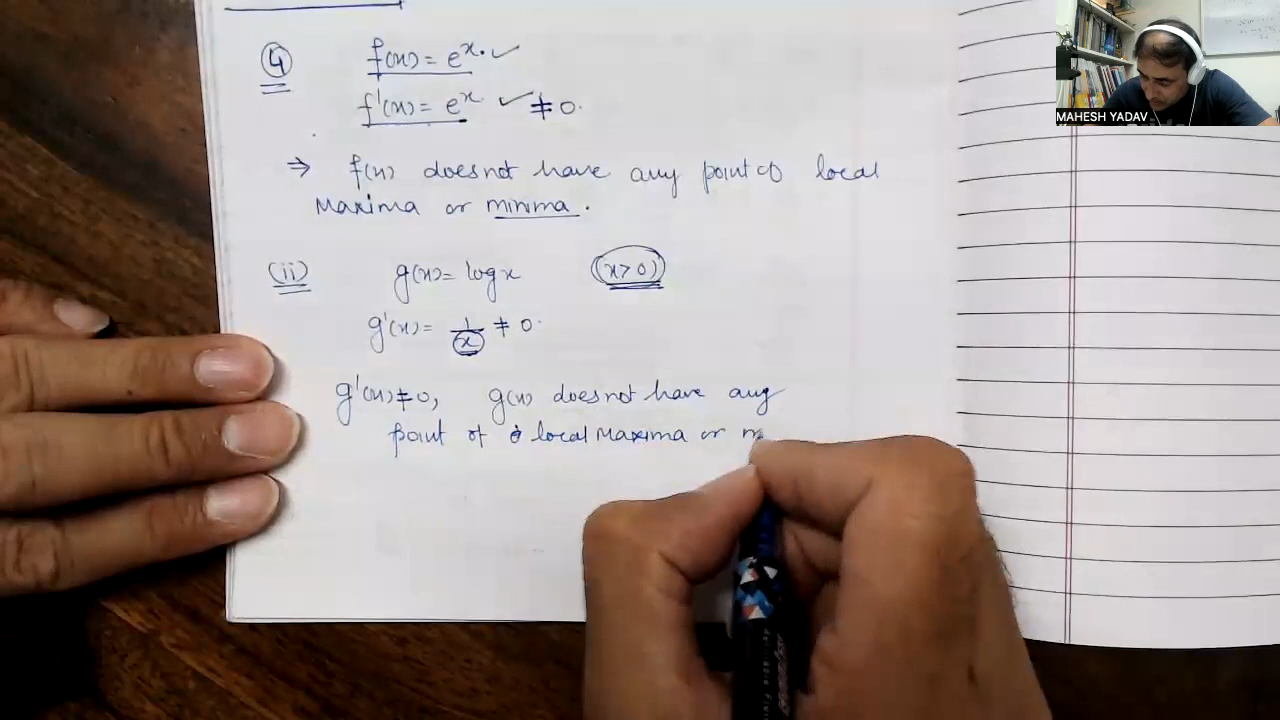 4 f(x) = e^x. ✓
f'(x) = e^x ✓ ≠ 0.
⇒ f(x) does not have any point of local
Maxima or minima.
(ii) g(x) = log x (x > 0)
g'(x) = 1/x ≠ 0.
g'(x) ≠ 0, g(x) does not have any
point of local Maxima or m
MAHESH YADAV